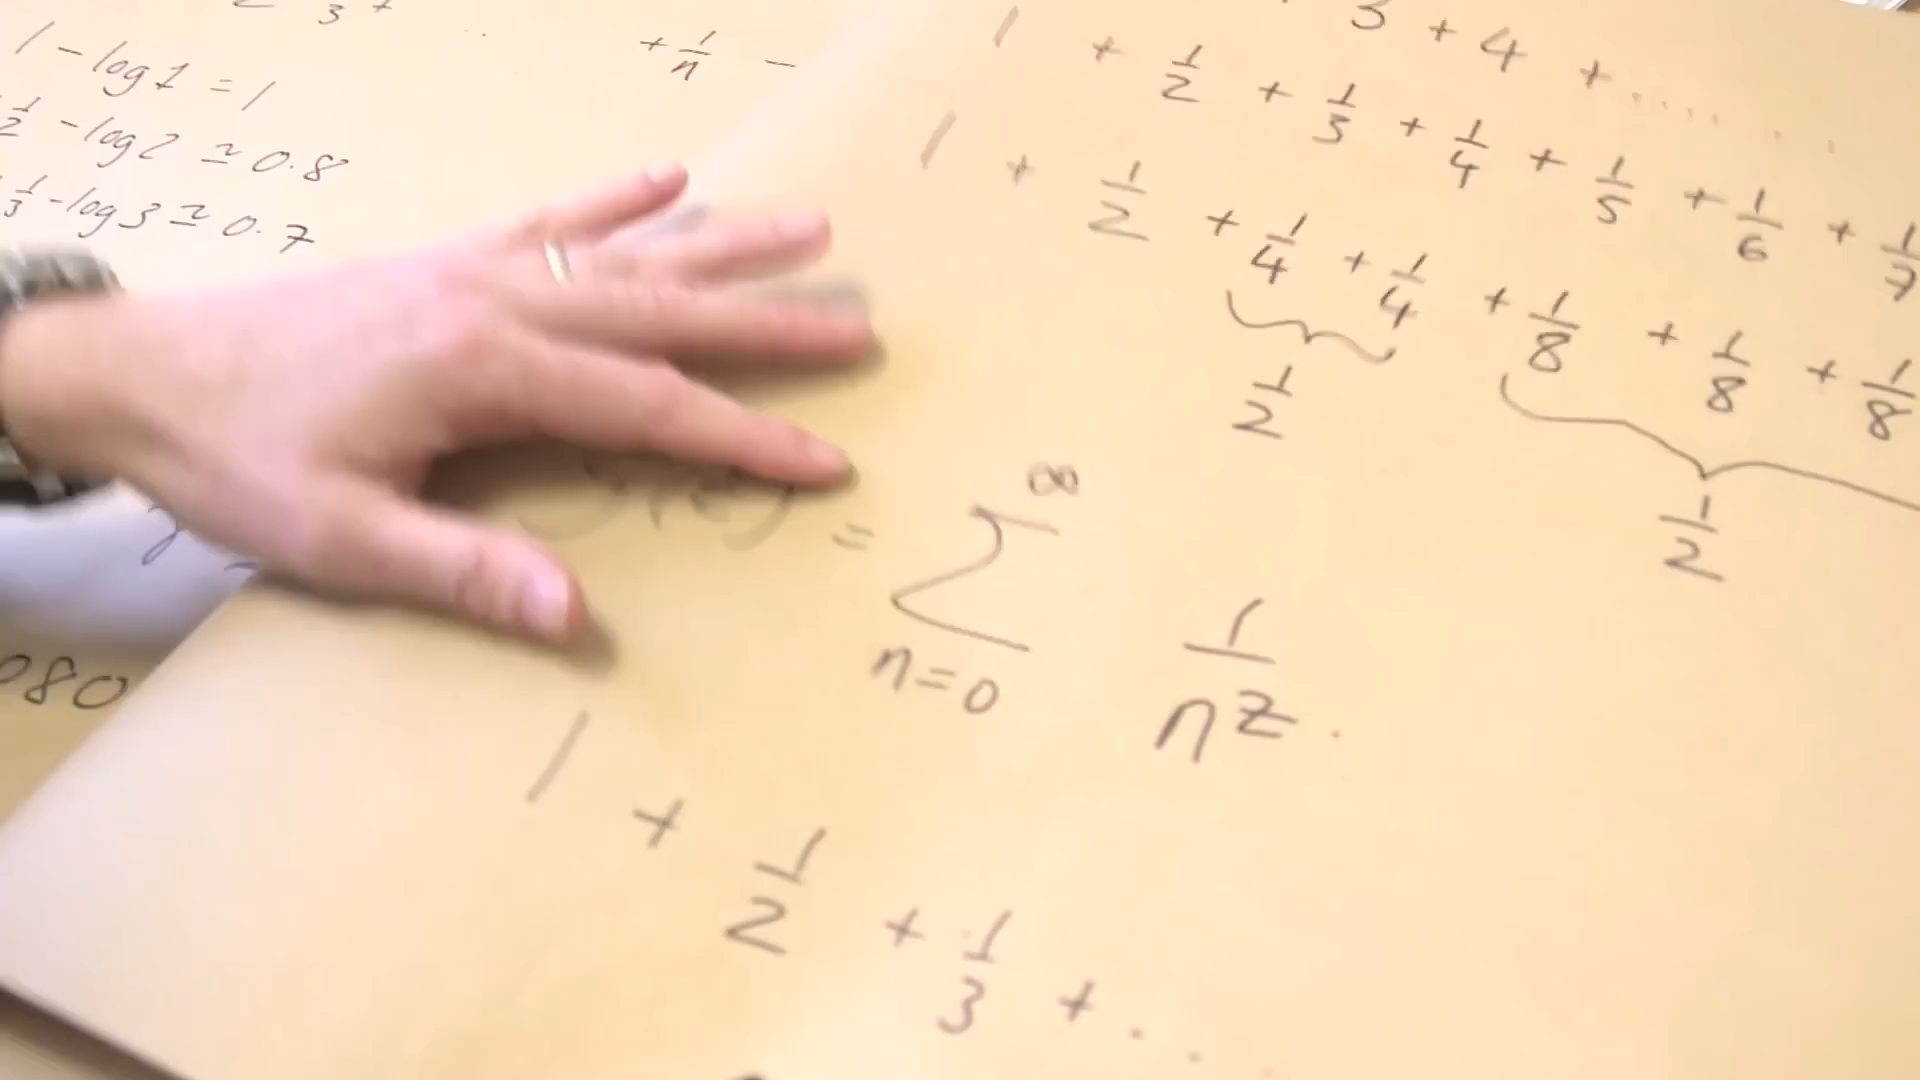 + 1/n −
1 − log 1 = 1
1/2 − log 2 ≃ 0.8
1/3 − log 3 ≃ 0.7
080
3 + 4 + .....
1 + 1/2 + 1/3 + 1/4 + 1/5 + 1/6 + 1/7
1 + 1/2 + 1/4 + 1/4 + 1/8 + 1/8 + 1/8
1/2
1/2
= ∑ n=0 ∞ 1/n^z .
1 + 1/2 + 1/3 + . .